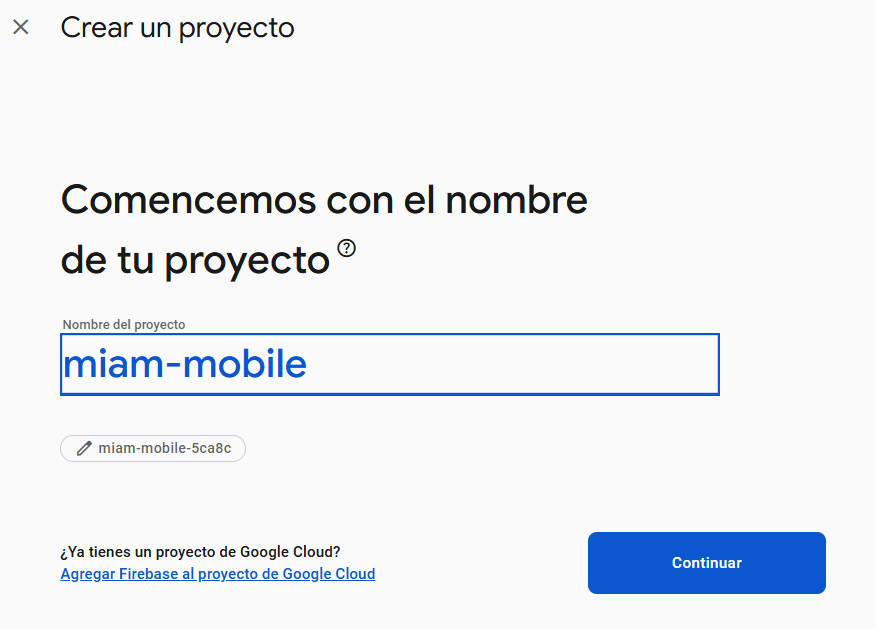 Crear un proyecto
Comencemos con el nombre
de tu proyecto
Nombre del proyecto
miam-mobile
miam-mobile-5ca8c
¿Ya tienes un proyecto de Google Cloud?
Agregar Firebase al proyecto de Google Cloud
Continuar